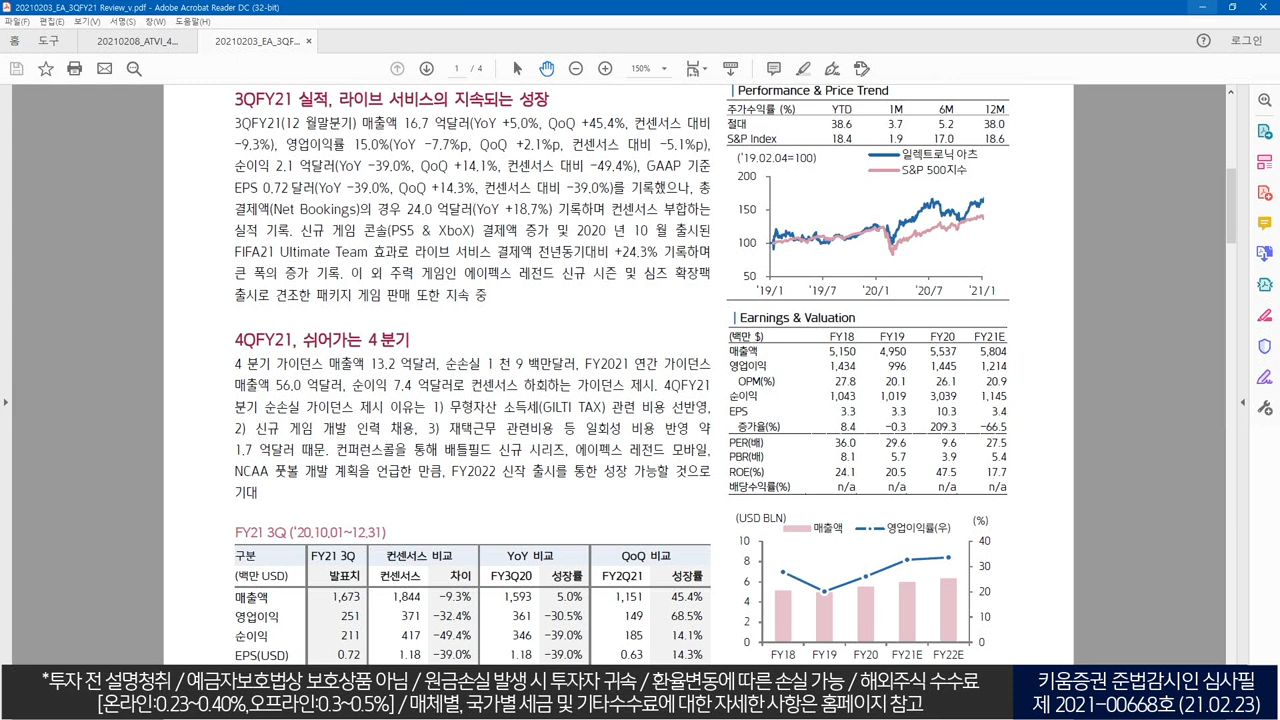 20210203_EA_3QFY21 Review_v.pdf - Adobe Acrobat Reader DC (32-bit)
파일(F) 편집(E) 보기(V) 서명(S) 창(W) 도움말(H)
홈 도구 20210208_ATVI_4... 20210203_EA_3QF... × 로그인
1 / 4 150%
3QFY21 실적, 라이브 서비스의 지속되는 성장
3QFY21(12 월말분기) 매출액 16.7 억달러(YoY +5.0%, QoQ +45.4%, 컨센서스 대비
-9.3%), 영업이익률 15.0%(YoY -7.7%p, QoQ +2.1%p, 컨센서스 대비 -5.1%p),
순이익 2.1 억달러(YoY -39.0%, QoQ +14.1%, 컨센서스 대비 -49.4%), GAAP 기준
EPS 0.72 달러(YoY -39.0%, QoQ +14.3%, 컨센서스 대비 -39.0%)를 기록했으나, 총
결제액(Net Bookings)의 경우 24.0 억달러(YoY +18.7%) 기록하며 컨센서스 부합하는
실적 기록. 신규 게임 콘솔(PS5 & XboX) 결제액 증가 및 2020 년 10 월 출시된
FIFA21 Ultimate Team 효과로 라이브 서비스 결제액 전년동기대비 +24.3% 기록하며
큰 폭의 증가 기록. 이 외 주력 게임인 에이펙스 레전드 신규 시즌 및 심즈 확장팩
출시로 견조한 패키지 게임 판매 또한 지속 중
4QFY21, 쉬어가는 4 분기
4 분기 가이던스 매출액 13.2 억달러, 순손실 1 천 9 백만달러, FY2021 연간 가이던스
매출액 56.0 억달러, 순이익 7.4 억달러로 컨센서스 하회하는 가이던스 제시. 4QFY21
분기 순손실 가이던스 제시 이유는 1) 무형자산 소득세(GILTI TAX) 관련 비용 선반영,
2) 신규 게임 개발 인력 채용, 3) 재택근무 관련비용 등 일회성 비용 반영 약
1.7 억달러 때문. 컨퍼런스콜을 통해 배틀필드 신규 시리즈, 에이펙스 레전드 모바일,
NCAA 풋볼 개발 계획을 언급한 만큼, FY2022 신작 출시를 통한 성장 가능할 것으로
기대
FY21 3Q ('20.10.01~12.31)
구분 FY21 3Q 컨센서스 비교 YoY 비교 QoQ 비교
(백만 USD) 발표치 컨센서스 차이 FY3Q20 성장률 FY2Q21 성장률
매출액 1,673 1,844 -9.3% 1,593 5.0% 1,151 45.4%
영업이익 251 371 -32.4% 361 -30.5% 149 68.5%
순이익 211 417 -49.4% 346 -39.0% 185 14.1%
EPS(USD) 0.72 1.18 -39.0% 1.18 -39.0% 0.63 14.3%
Performance & Price Trend
주가수익률 (%) YTD 1M 6M 12M
절대 38.6 3.7 5.2 38.0
S&P Index 18.4 1.9 17.0 18.6
('19.02.04=100) 일렉트로닉 아츠
S&P 500지수
200
150
100
50
'19/1 '19/7 '20/1 '20/7 '21/1
Earnings & Valuation
(백만 $) FY18 FY19 FY20 FY21E
매출액 5,150 4,950 5,537 5,804
영업이익 1,434 996 1,445 1,214
OPM(%) 27.8 20.1 26.1 20.9
순이익 1,043 1,019 3,039 1,145
EPS 3.3 3.3 10.3 3.4
증가율(%) 8.4 -0.3 209.3 -66.5
PER(배) 36.0 29.6 9.6 27.5
PBR(배) 8.1 5.7 3.9 5.4
ROE(%) 24.1 20.5 47.5 17.7
배당수익률(%) n/a n/a n/a n/a
(USD BLN) 매출액 영업이익률(우) (%)
10 40
8 30
6
4 20
2 10
0 0
FY18 FY19 FY20 FY21E FY22E
*투자 전 설명청취 / 예금자보호법상 보호상품 아님 / 원금손실 발생 시 투자자 귀속 / 환율변동에 따른 손실 가능 / 해외주식 수수료
[온라인:0.23~0.40%,오프라인:0.3~0.5%] / 매체별, 국가별 세금 및 기타수수료에 대한 자세한 사항은 홈페이지 참고
키움증권 준법감시인 심사필
제 2021-00668호 (21.02.23)